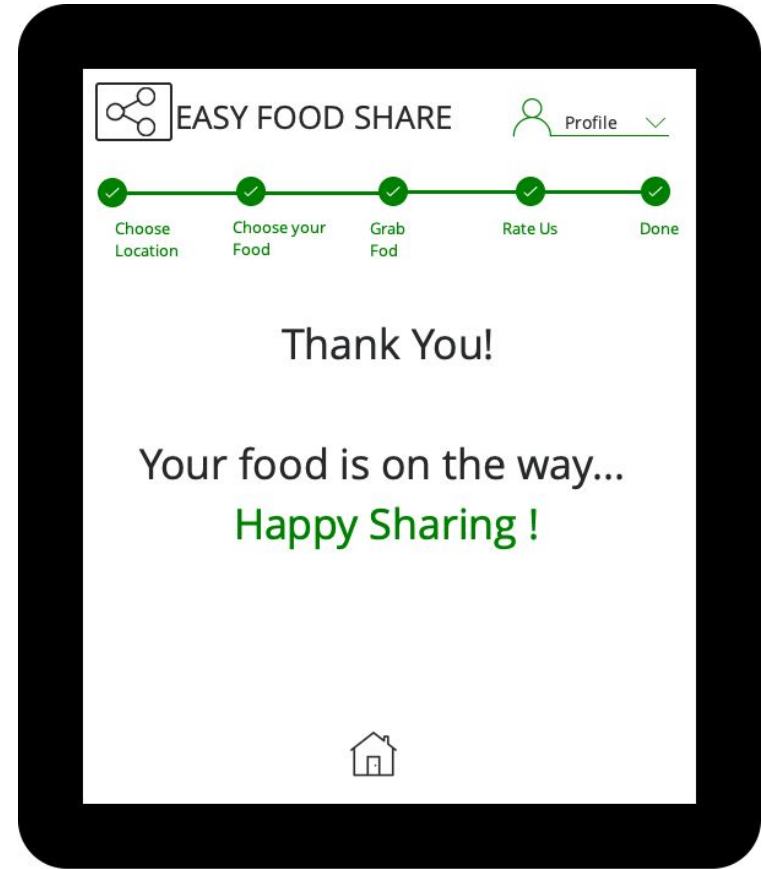 EASY FOOD SHARE
Profile
Choose
Location
Choose your
Food
Grab
Fod
Rate Us
Done
Thank You!
Your food is on the way...
Happy Sharing !